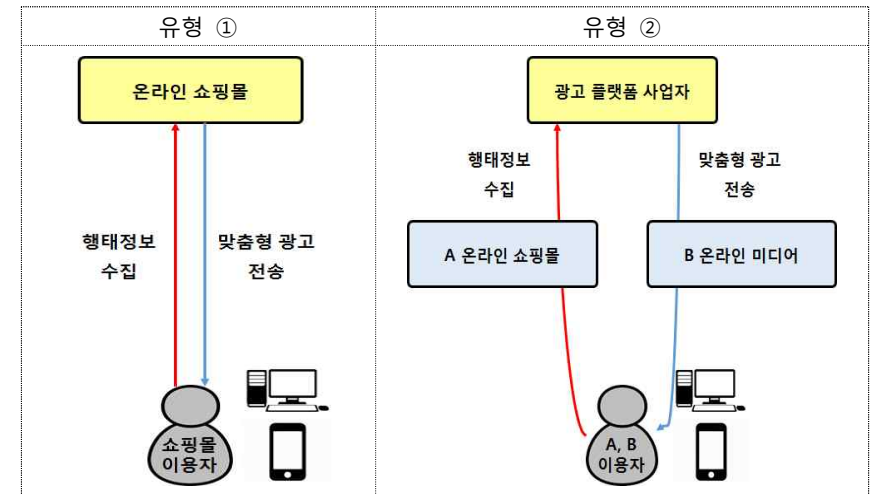 유형 ①
온라인 쇼핑몰
행태정보
수집
맞춤형 광고
전송
쇼핑몰
이용자
유형 ②
광고 플랫폼 사업자
행태정보
수집
맞춤형 광고
전송
A 온라인 쇼핑몰
B 온라인 미디어
A, B
이용자